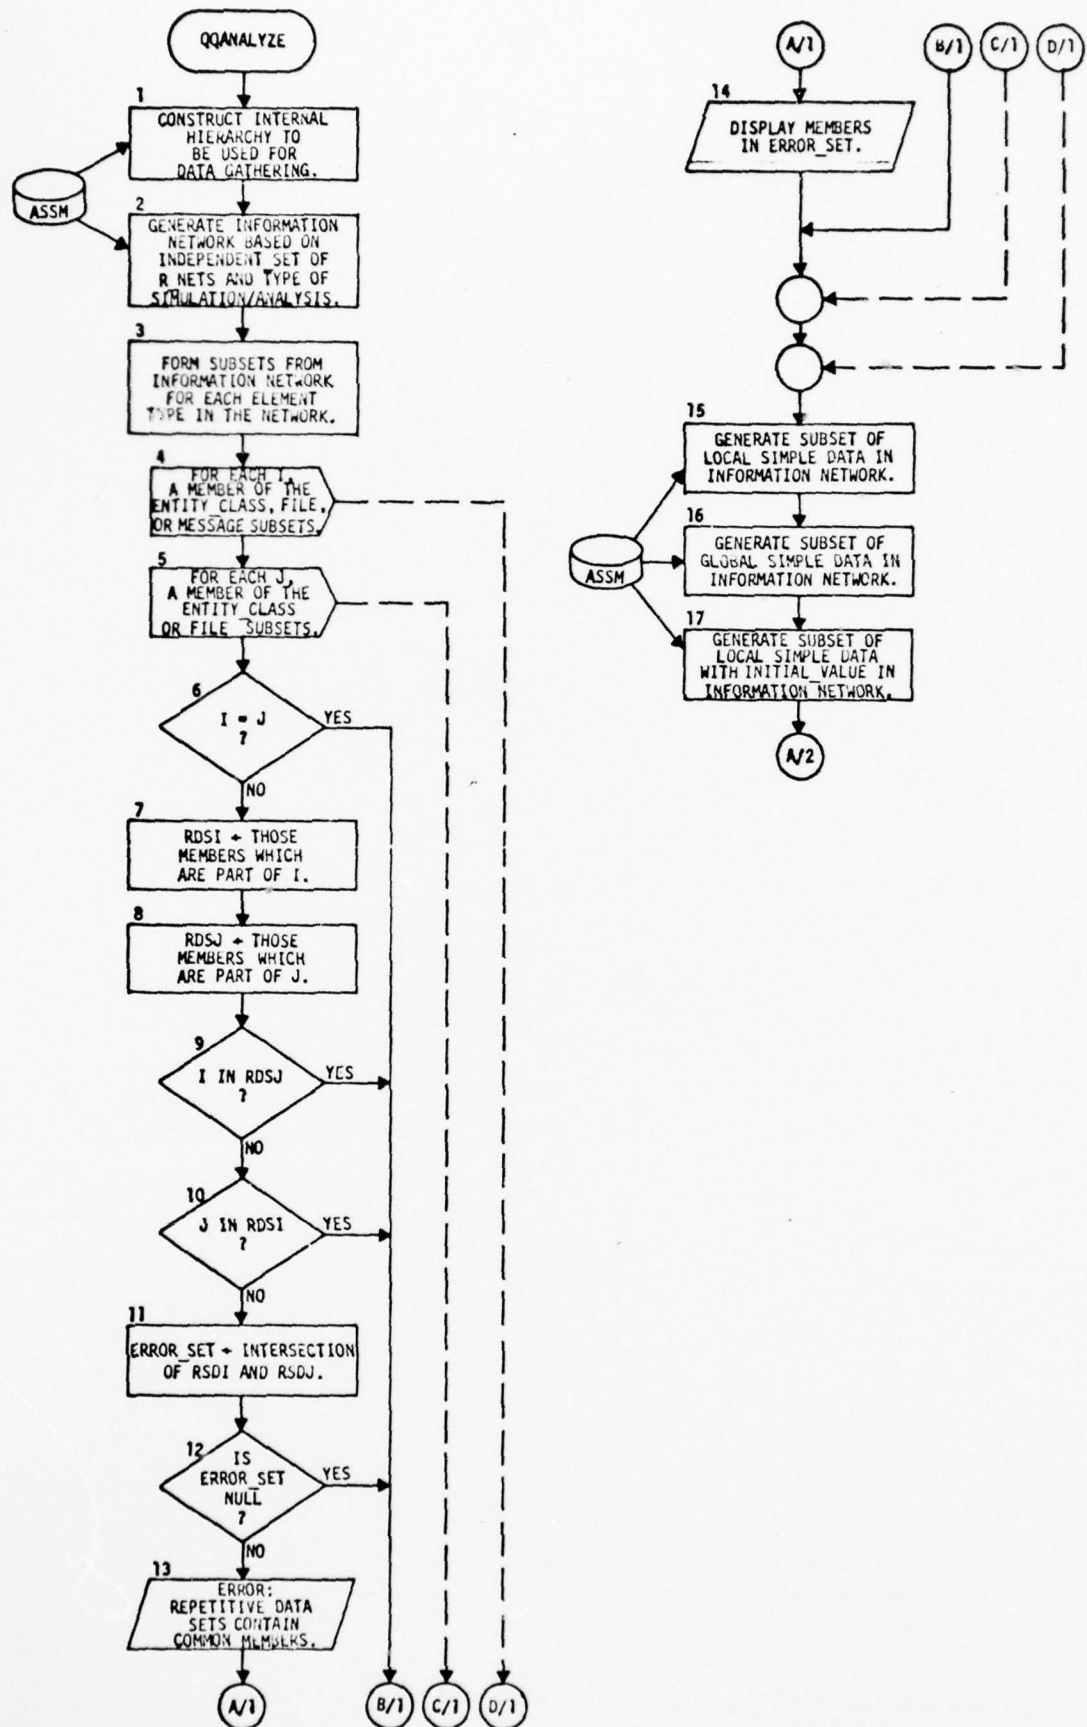 QQANALYZE
1
CONSTRUCT INTERNAL
HIERARCHY TO
BE USED FOR
DATA GATHERING.
ASSM
2
GENERATE INFORMATION
NETWORK BASED ON
INDEPENDENT SET OF
R NETS AND TYPE OF
SIMULATION/ANALYSIS.
3
FORM SUBSETS FROM
INFORMATION NETWORK
FOR EACH ELEMENT
TYPE IN THE NETWORK.
4
FOR EACH I,
A MEMBER OF THE
ENTITY_CLASS, FILE,
OR MESSAGE SUBSETS.
5
FOR EACH J,
A MEMBER OF THE
ENTITY_CLASS
OR FILE SUBSETS.
6
I = J
?
YES
NO
7
RDSI ← THOSE
MEMBERS WHICH
ARE PART OF I.
8
RDSJ ← THOSE
MEMBERS WHICH
ARE PART OF J.
9
I IN RDSJ
?
YES
NO
10
J IN RDSI
?
YES
NO
11
ERROR_SET ← INTERSECTION
OF RSDI AND RSDJ.
12
IS
ERROR_SET
NULL
?
YES
NO
13
ERROR:
REPETITIVE DATA
SETS CONTAIN
COMMON MEMBERS.
A/1
B/1
C/1
D/1
A/1
B/1
C/1
D/1
14
DISPLAY MEMBERS
IN ERROR_SET.
15
GENERATE SUBSET OF
LOCAL SIMPLE DATA IN
INFORMATION NETWORK.
16
GENERATE SUBSET OF
GLOBAL SIMPLE DATA IN
INFORMATION NETWORK.
ASSM
17
GENERATE SUBSET OF
LOCAL SIMPLE DATA
WITH INITIAL_VALUE IN
INFORMATION NETWORK.
A/2